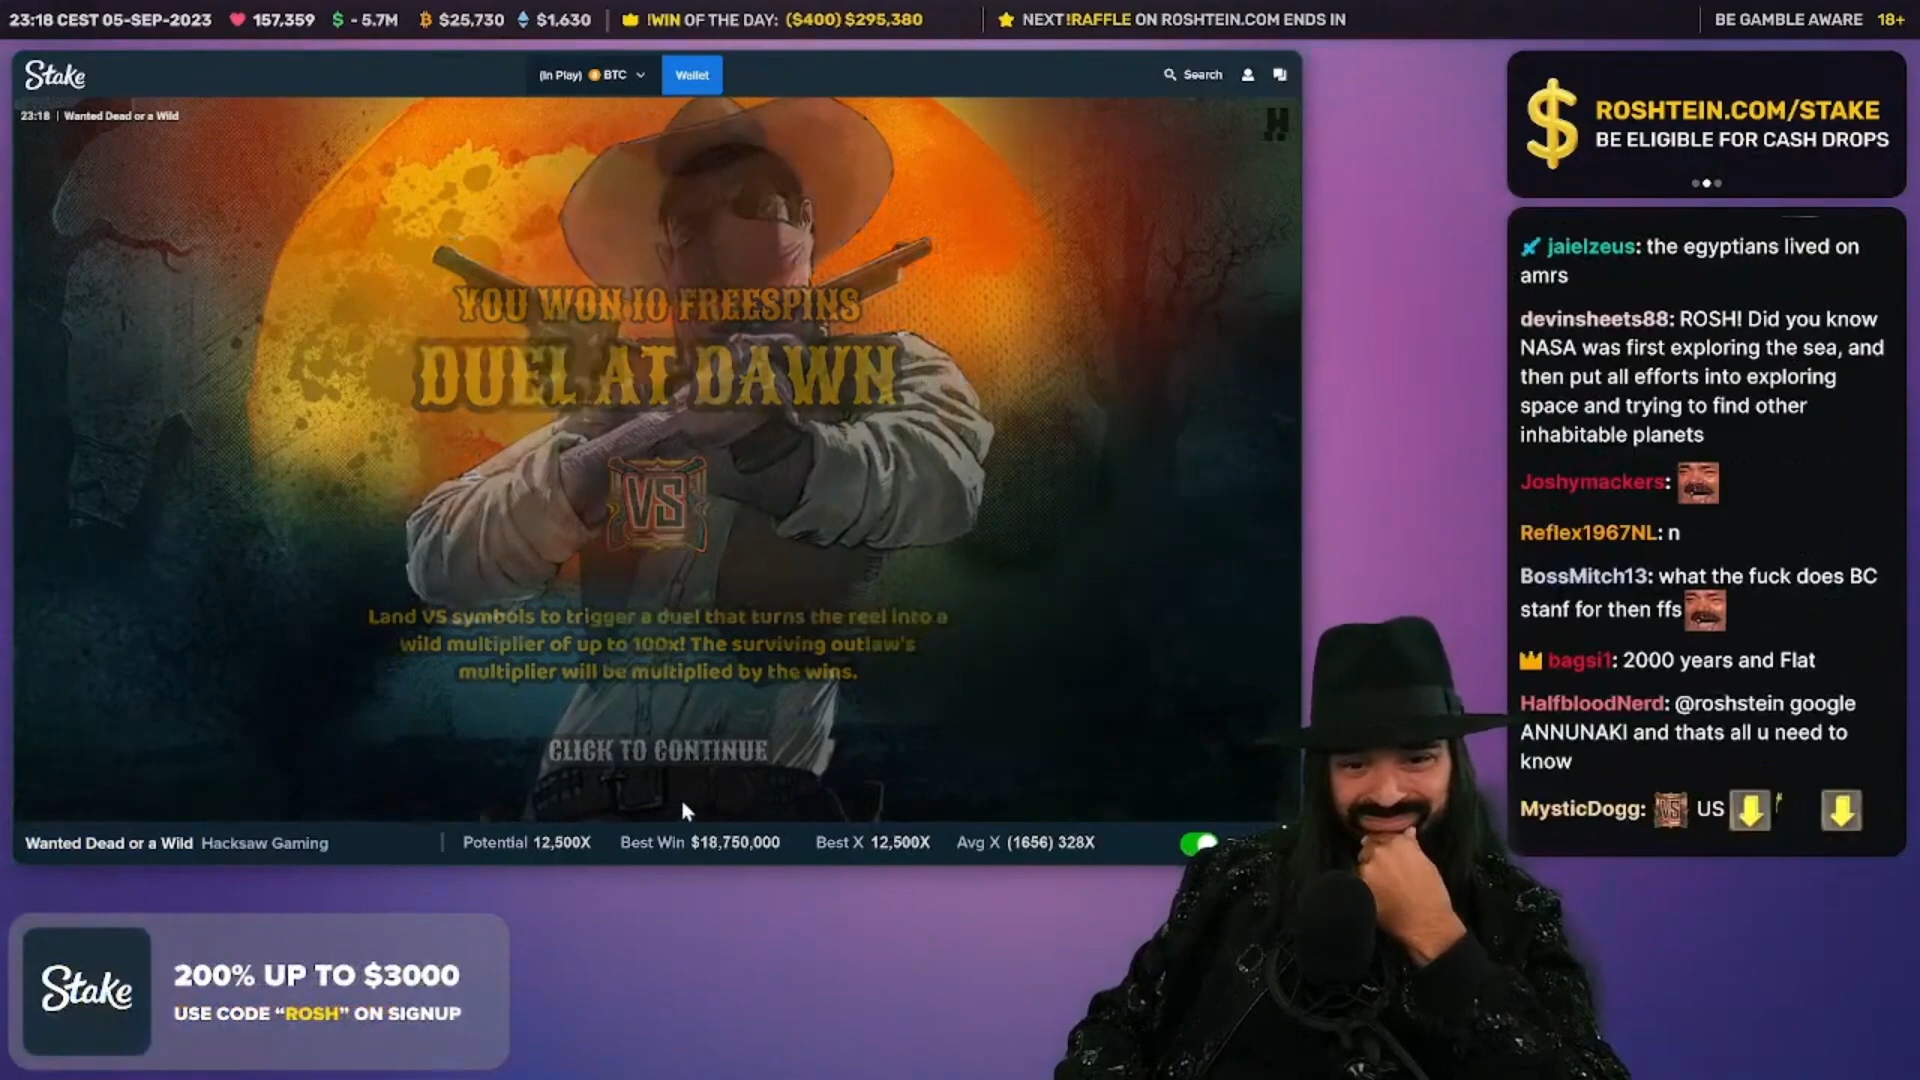 23:18 CEST 05-SEP-2023 157,359 $ - 5.7M $25,730 $1,630 !WIN OF THE DAY: ($400) $295,380 NEXT !RAFFLE ON ROSHTEIN.COM ENDS IN BE GAMBLE AWARE 18+
Stake (In Play) BTC Wallet Search
23:18 | Wanted Dead or a Wild
YOU WON 10 FREESPINS
DUEL AT DAWN
VS
Land VS symbols to trigger a duel that turns the reel into a
wild multiplier of up to 100x! The surviving outlaw's
multiplier will be multiplied by the wins.
CLICK TO CONTINUE
Wanted Dead or a Wild Hacksaw Gaming Potential 12,500X Best Win $18,750,000 Best X 12,500X Avg X (1656) 328X
Stake
200% UP TO $3000
USE CODE “ROSH” ON SIGNUP
ROSHTEIN.COM/STAKE
BE ELIGIBLE FOR CASH DROPS
jaielzeus: the egyptians lived on
amrs
devinsheets88: ROSH! Did you know
NASA was first exploring the sea, and
then put all efforts into exploring
space and trying to find other
inhabitable planets
Joshymackers:
Reflex1967NL: n
BossMitch13: what the fuck does BC
stanf for then ffs
bagsi1: 2000 years and Flat
HalfbloodNerd: @roshstein google
ANNUNAKI and thats all u need to
know
MysticDogg: VS US